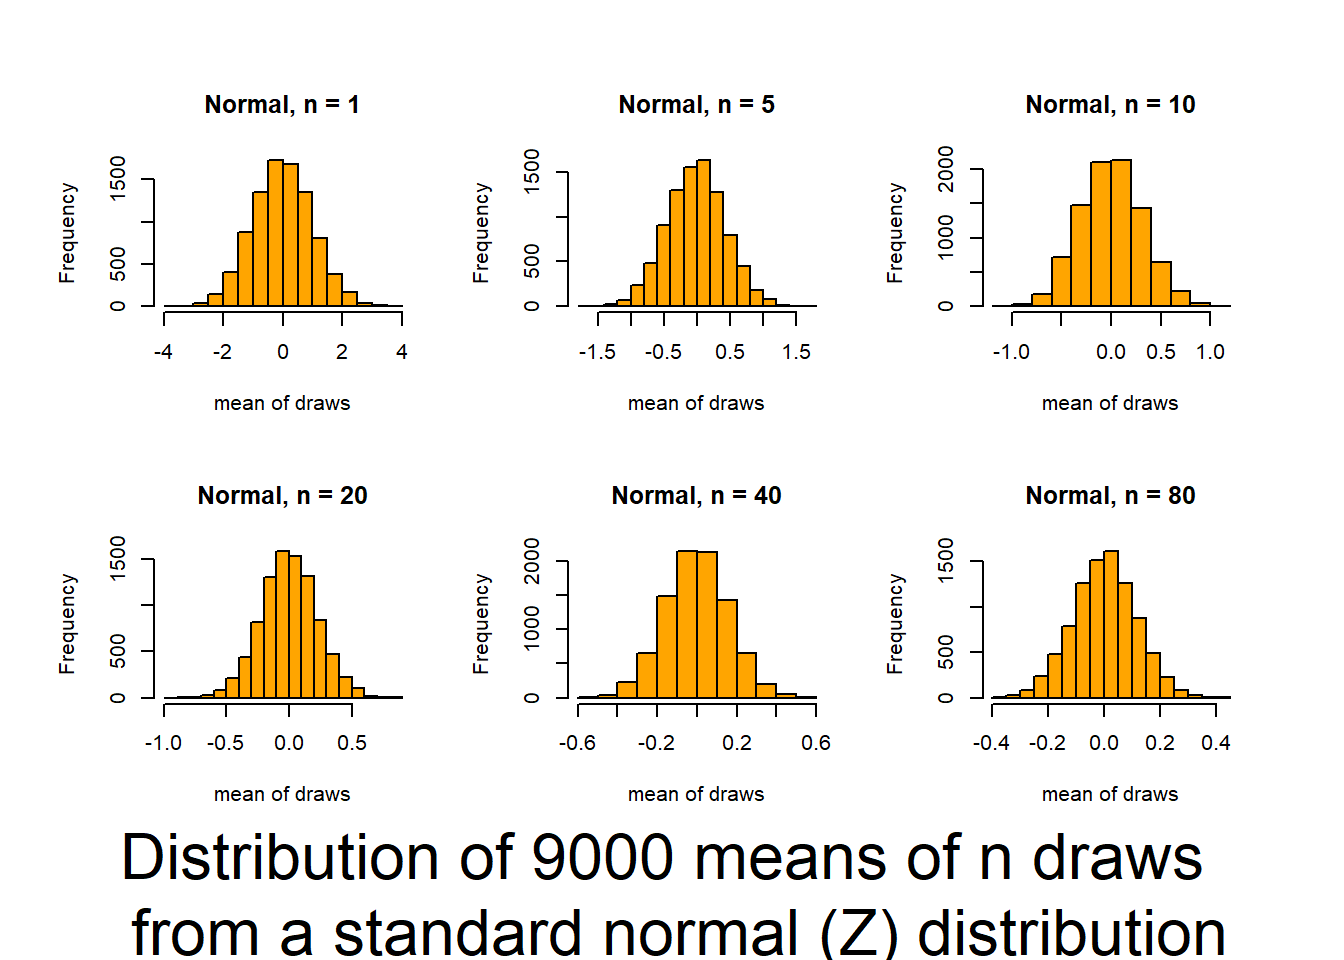 Normal, n = 1
Frequency
0 500 1500
-4 -2 0 2 4
mean of draws
Normal, n = 5
Frequency
0 500 1500
-1.5 -0.5 0.5 1.5
mean of draws
Normal, n = 10
Frequency
0 1000 2000
-1.0 0.0 0.5 1.0
mean of draws
Normal, n = 20
Frequency
0 500 1500
-1.0 -0.5 0.0 0.5
mean of draws
Normal, n = 40
Frequency
0 1000 2000
-0.6 -0.2 0.2 0.6
mean of draws
Normal, n = 80
Frequency
0 500 1500
-0.4 -0.2 0.0 0.2 0.4
mean of draws
Distribution of 9000 means of n draws
from a standard normal (Z) distribution